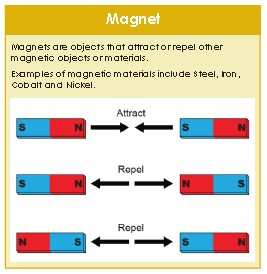 Magnet
Magnets are objects that attract or repel other
magnetic objects or materials.
Examples of magnetic materials include Steel, Iron,
Cobalt and Nickel.
Attract
S N S N
Repel
S N N S
Repel
N S S N